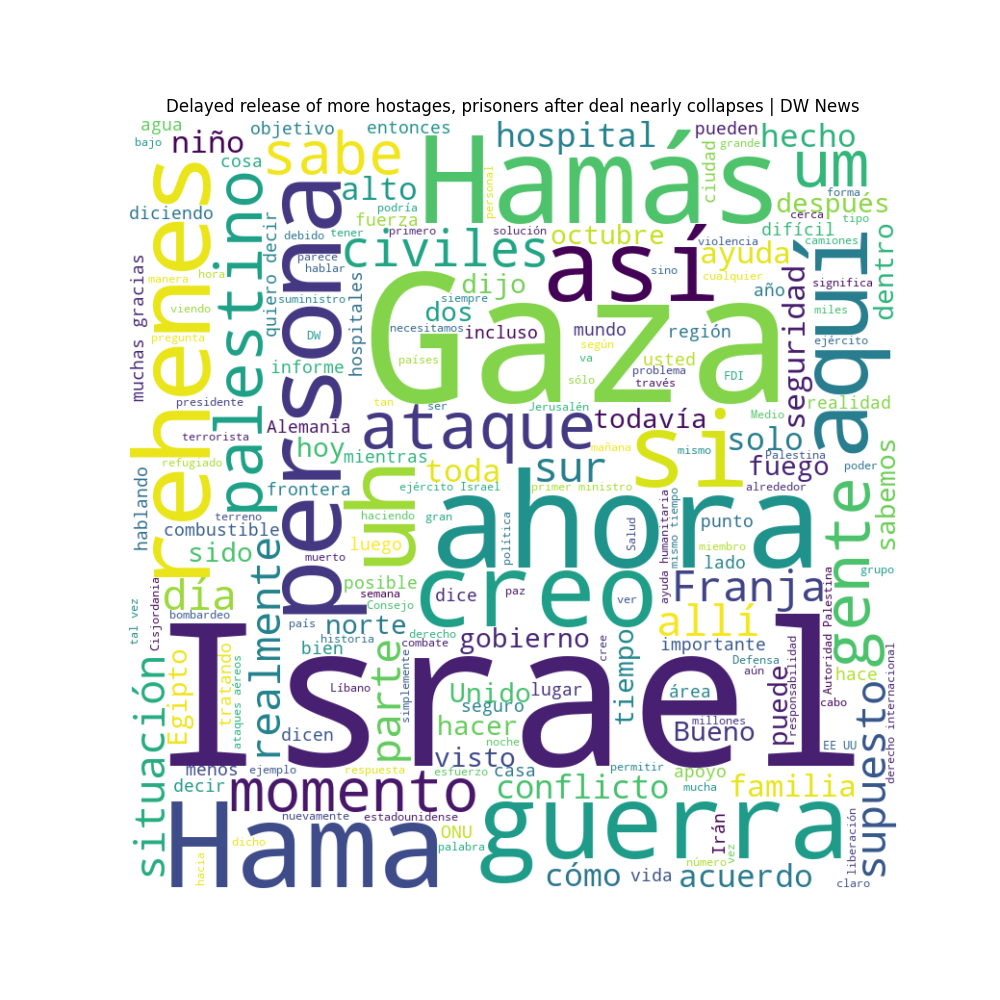 Delayed release of more hostages, prisoners after deal nearly collapses | DW News
agua
bajo
niño
cosa
objetivo
entonces
sabe
alto
podría
fuerza
Hamás
personal
hospital
pueden
grande
ciudad
hecho
um
forma
después
cerca
tipo
difícil
camiones
diciendo
rehenes
palestino
persona
quiero decir
debido
tener
primero
solución
civiles
octubre
violencia
ayuda
cualquier
sino
así
aquí
dentro
seguridad
significa
miles
ejército
año
muchas gracias
manera
hora
viendo
pregunta
parece
hablar
suministro
DW
hospitales
informe
dijo
siempre
dos
necesitamos
incluso
países
Gaza
mundo
según
va
región
usted
problema
través
sólo
FDI
realidad
presidente
terrorista
refugiado
Alemania
hoy
mientras
tan
ser
Jerusalén
ataque
todavía
mañana
si
mismo
Medio
solo
Palestina
poder
fuego
alrededor
sabemos
hablando
terreno
combustible
sido
frontera
uh
toda
ejército Israel
sur
primer ministro
haciendo
gran
luego
muerto
ahora
política
Salud
ayuda humanitaria
mismo tiempo
punto
miembro
lado
gente
grupo
día
realmente
posible
semana
Consejo
dice
paz
creo
ver
Franja
allí
tal vez
Cisjordania
bombardeo
país
norte
historia
bien
derecho
combate
gobierno
cree
tiempo
importante
Defensa
aún
responsabilidad
Autoridad Palestina
hace
cabo
derecho internacional
situación
Egipto
tratando
ataques aéreos
dicen
Líbano
parte
simplemente
Unido
seguro
lugar
hacer
noche
área
millones
Bueno
puede
EE UU
supuesto
Israel
menos
ejemplo
decir
respuesta
visto
esfuerzo
casa
permitir
apoyo
mucha
conflicto
familia
momento
nuevamente
estadounidense
Hama
dicho
hacia
ONU
palabra
guerra
Irán
vez
número
liberación
cómo
vida
acuerdo
claro